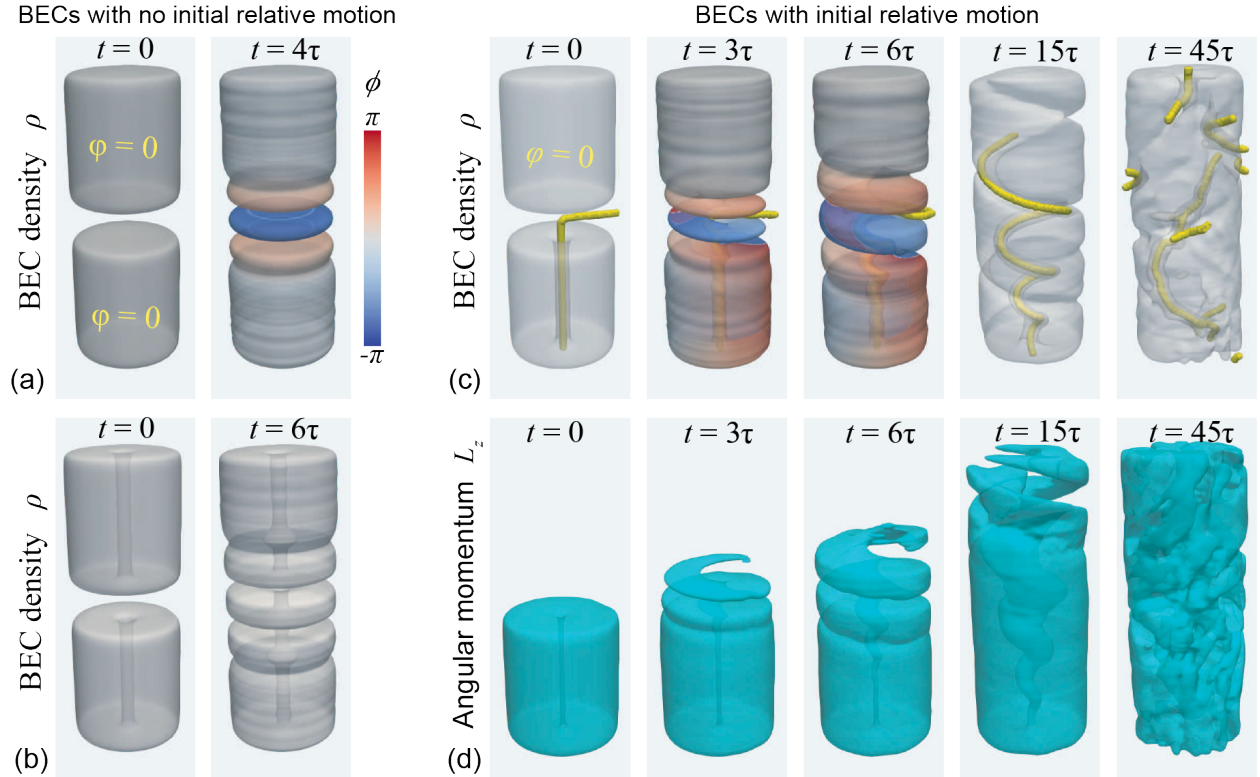 BECs with no initial relative motion
BECs with initial relative motion
t = 0
t = 4τ
ϕ
π
-π
BEC density ρ
φ = 0
φ = 0
(a)
t = 0
t = 3τ
t = 6τ
t = 15τ
t = 45τ
BEC density ρ
φ = 0
(c)
t = 0
t = 6τ
BEC density ρ
(b)
t = 0
t = 3τ
t = 6τ
t = 15τ
t = 45τ
Angular momentum L_z
(d)